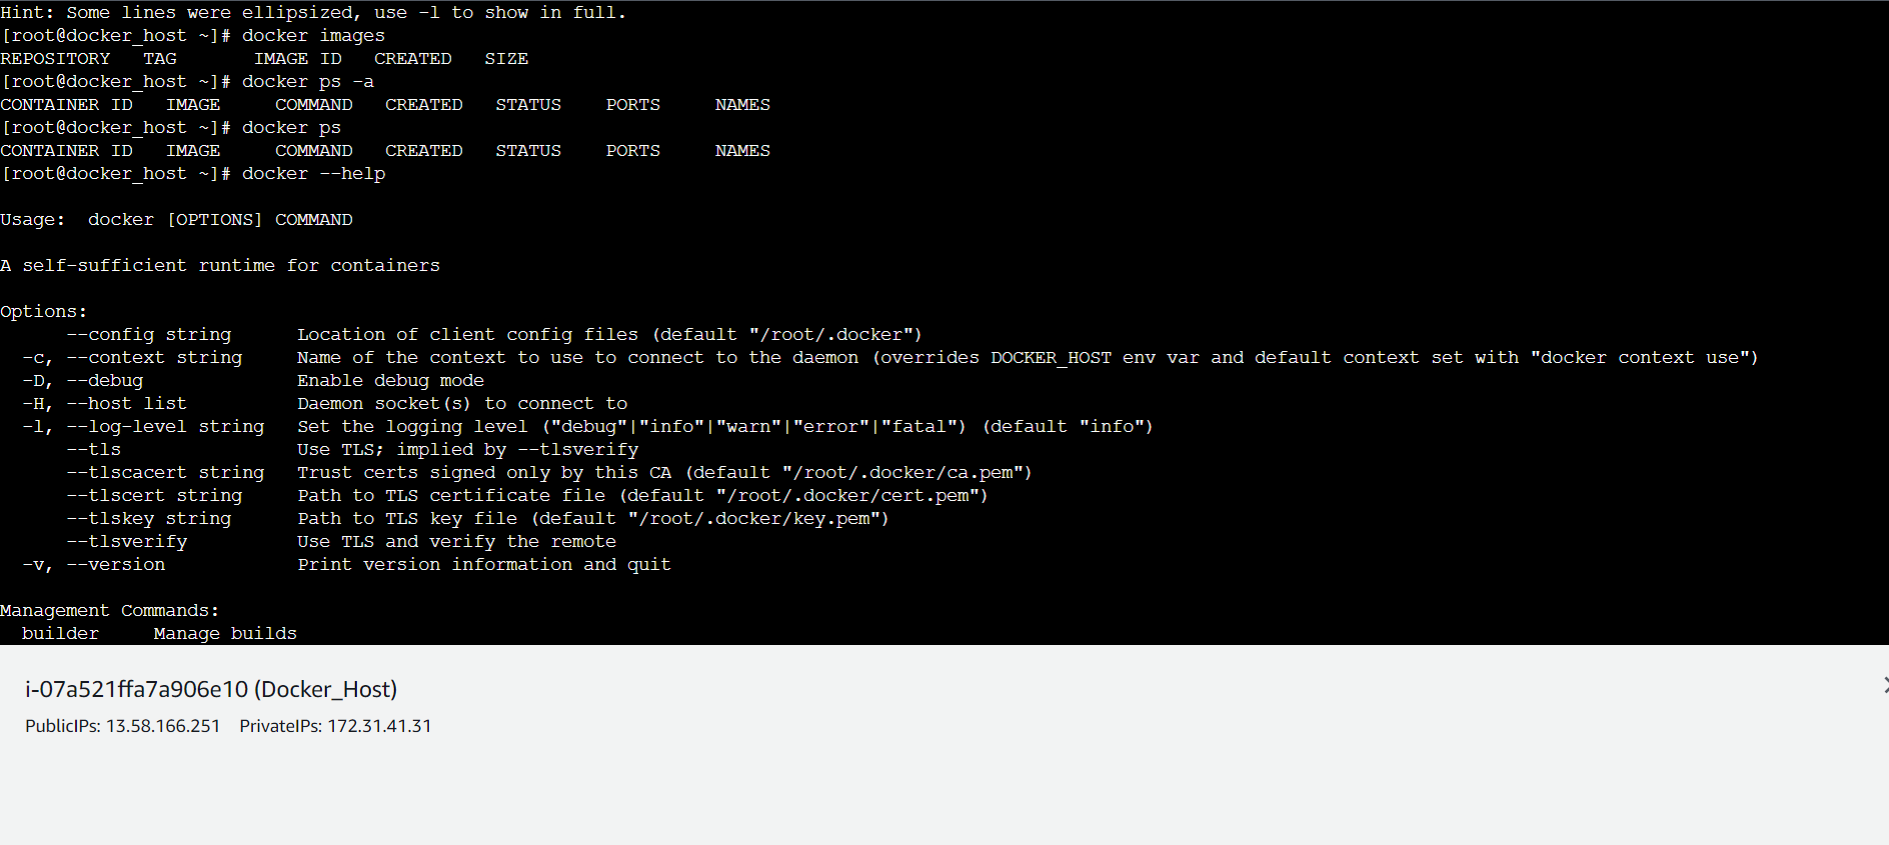 Hint: Some lines were ellipsized, use -l to show in full.
[root@docker_host ~]# docker images
REPOSITORY   TAG       IMAGE ID   CREATED   SIZE
[root@docker_host ~]# docker ps -a
CONTAINER ID   IMAGE     COMMAND   CREATED   STATUS    PORTS     NAMES
[root@docker_host ~]# docker ps
CONTAINER ID   IMAGE     COMMAND   CREATED   STATUS    PORTS     NAMES
[root@docker_host ~]# docker --help
Usage:  docker [OPTIONS] COMMAND
A self-sufficient runtime for containers
Options:
      --config string      Location of client config files (default "/root/.docker")
  -c, --context string     Name of the context to use to connect to the daemon (overrides DOCKER_HOST env var and default context set with "docker context use")
  -D, --debug              Enable debug mode
  -H, --host list          Daemon socket(s) to connect to
  -l, --log-level string   Set the logging level ("debug"|"info"|"warn"|"error"|"fatal") (default "info")
      --tls                Use TLS; implied by --tlsverify
      --tlscacert string   Trust certs signed only by this CA (default "/root/.docker/ca.pem")
      --tlscert string     Path to TLS certificate file (default "/root/.docker/cert.pem")
      --tlskey string      Path to TLS key file (default "/root/.docker/key.pem")
      --tlsverify          Use TLS and verify the remote
  -v, --version            Print version information and quit
Management Commands:
  builder     Manage builds
i-07a521ffa7a906e10 (Docker_Host)
PublicIPs: 13.58.166.251    PrivateIPs: 172.31.41.31